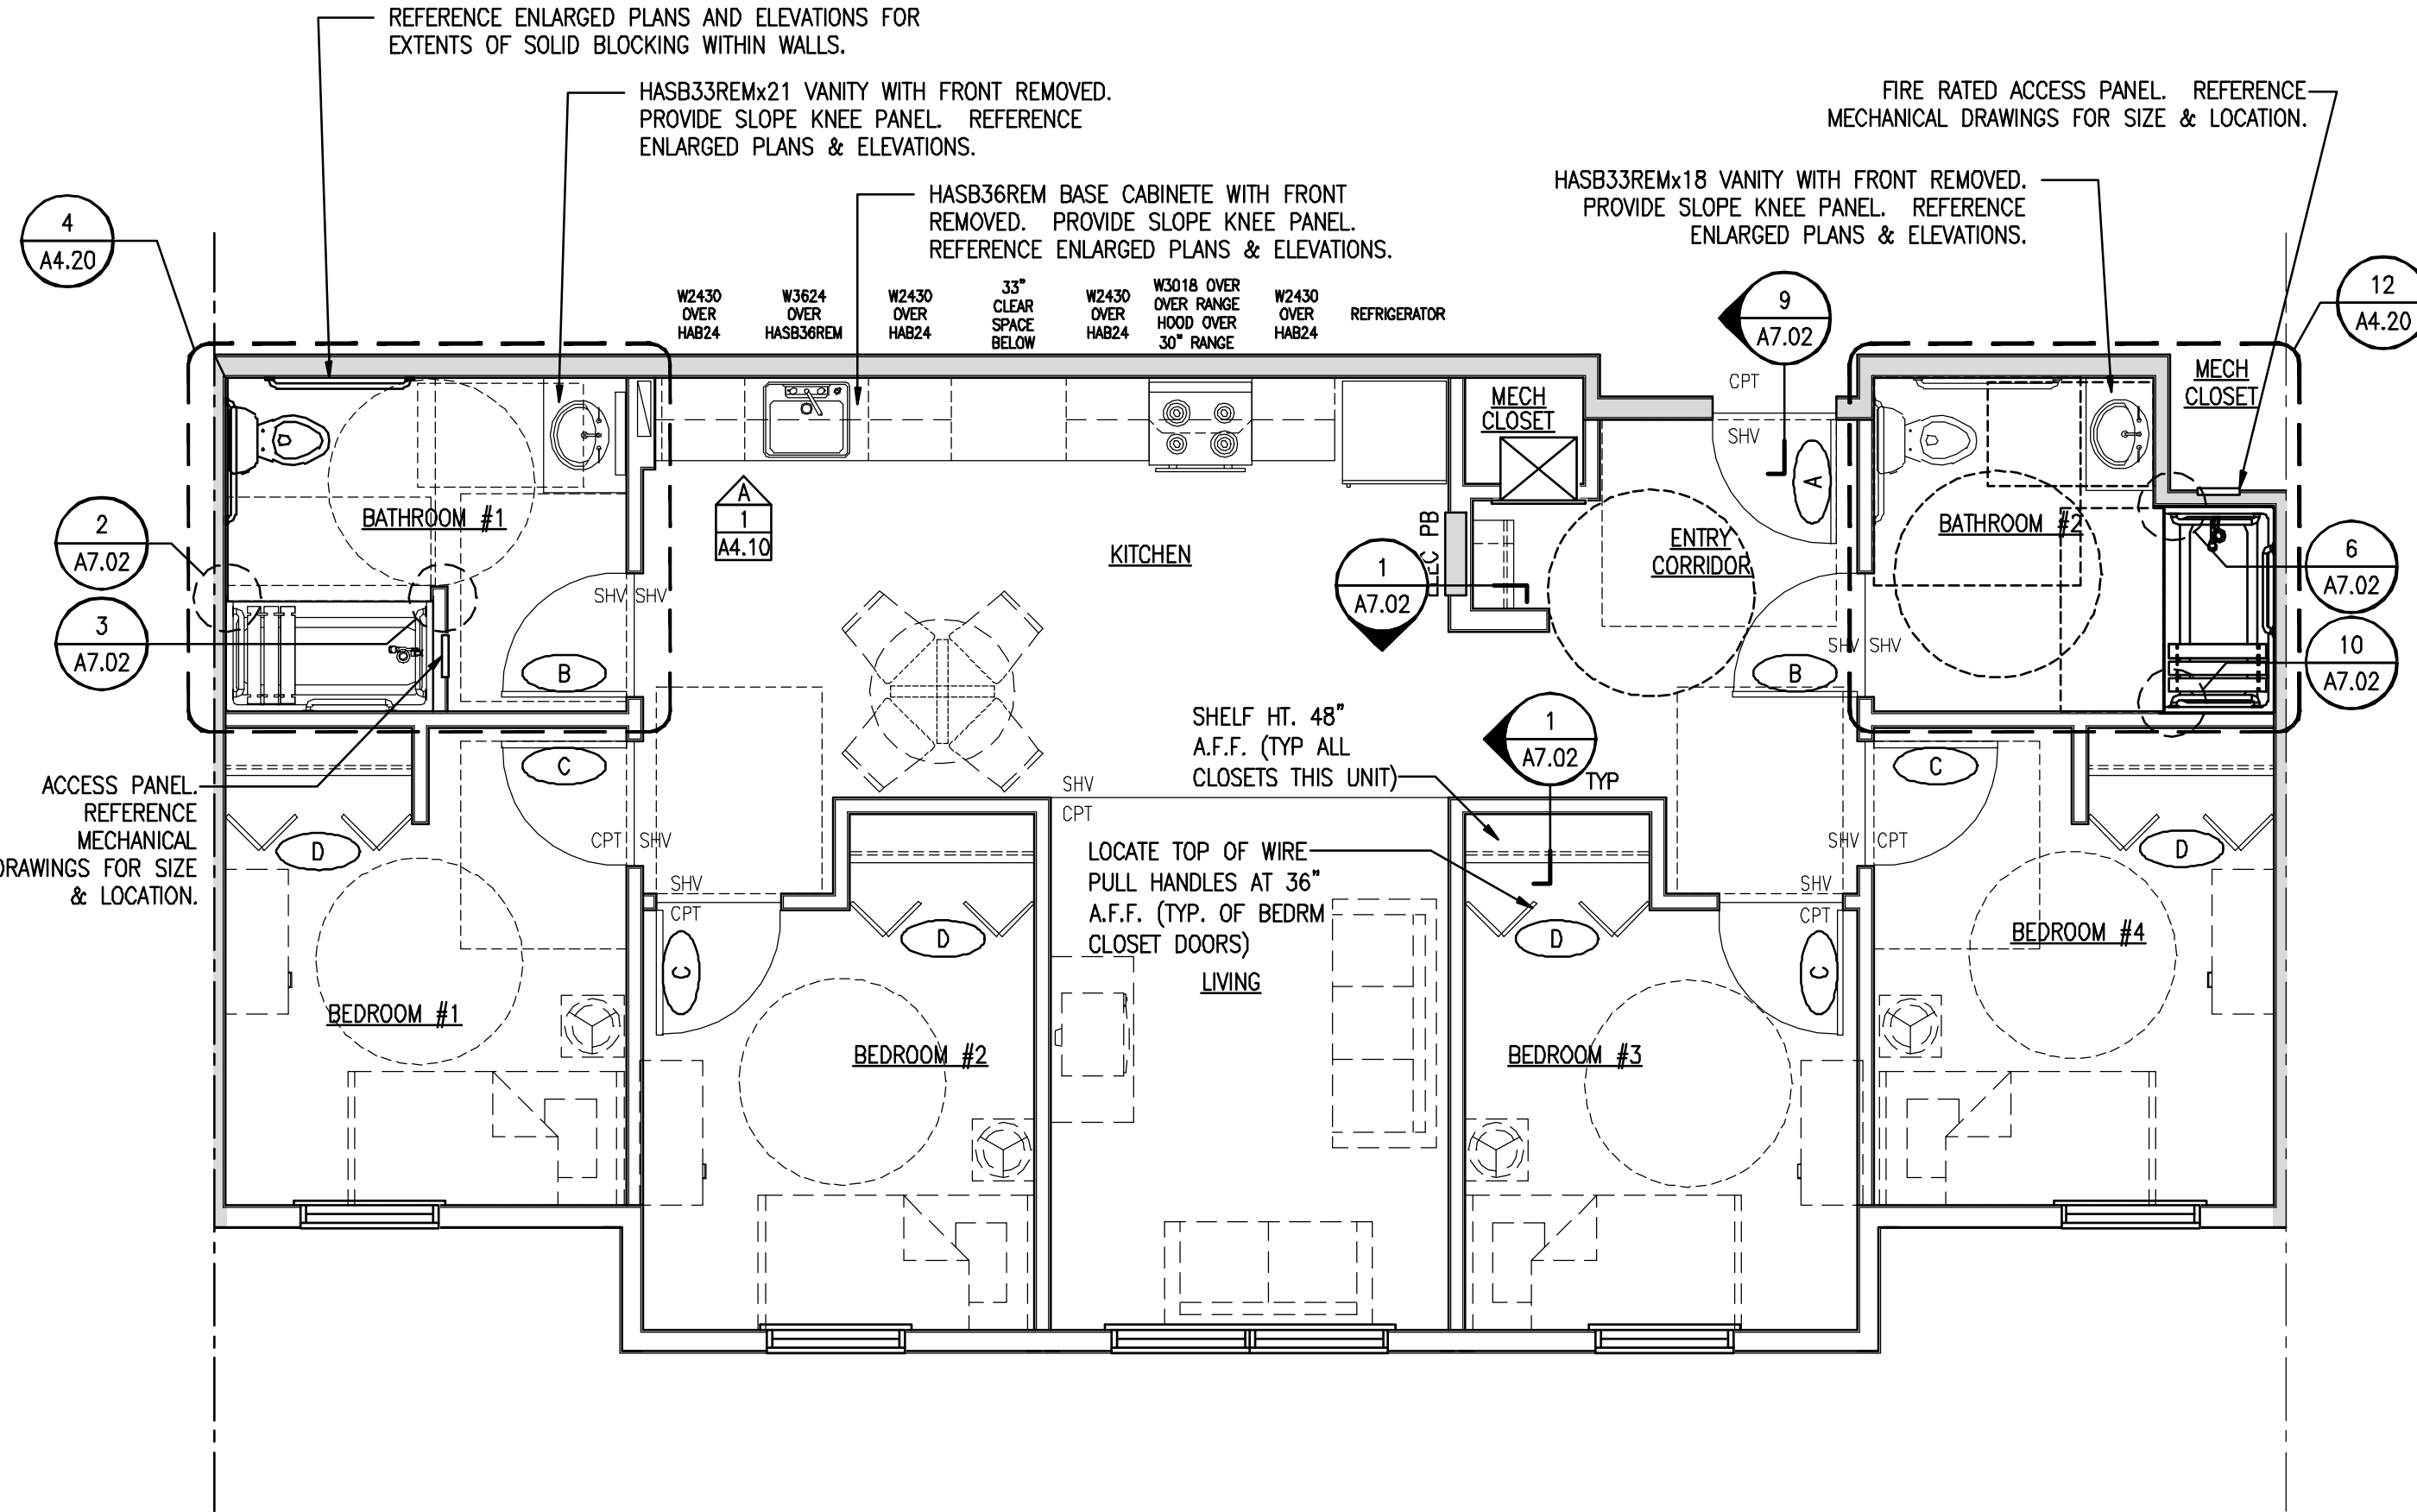 REFERENCE ENLARGED PLANS AND ELEVATIONS FOR
EXTENTS OF SOLID BLOCKING WITHIN WALLS.
HASB33REMx21 VANITY WITH FRONT REMOVED.
PROVIDE SLOPE KNEE PANEL. REFERENCE
ENLARGED PLANS & ELEVATIONS.
FIRE RATED ACCESS PANEL. REFERENCE
MECHANICAL DRAWINGS FOR SIZE & LOCATION.
HASB36REM BASE CABINETE WITH FRONT
REMOVED. PROVIDE SLOPE KNEE PANEL.
REFERENCE ENLARGED PLANS & ELEVATIONS.
HASB33REMx18 VANITY WITH FRONT REMOVED.
PROVIDE SLOPE KNEE PANEL. REFERENCE
ENLARGED PLANS & ELEVATIONS.
4
A4.20
W2430
OVER
HAB24
W3624
OVER
HASB36REM
W2430
OVER
HAB24
33"
CLEAR
SPACE
BELOW
W2430
OVER
HAB24
W3018 OVER
OVER RANGE
HOOD OVER
30" RANGE
W2430
OVER
HAB24
REFRIGERATOR
9
A7.02
12
A4.20
CPT
SHV
A
MECH
CLOSET
MECH
CLOSET
BATHROOM #1
A
1
A4.10
KITCHEN
ELEC PB
ENTRY
CORRIDOR
BATHROOM #2
2
A7.02
3
A7.02
1
A7.02
6
A7.02
10
A7.02
SHV SHV
B
SHV SHV
B
C
SHELF HT. 48"
A.F.F. (TYP ALL
CLOSETS THIS UNIT)
1
A7.02
TYP
C
ACCESS PANEL.
REFERENCE
MECHANICAL
DRAWINGS FOR SIZE
& LOCATION.
SHV
CPT
D
CPT SHV
SHV
CPT
C
D
LOCATE TOP OF WIRE
PULL HANDLES AT 36"
A.F.F. (TYP. OF BEDRM
CLOSET DOORS)
LIVING
D
SHV CPT
SHV
CPT
C
D
BEDROOM #1
BEDROOM #2
BEDROOM #3
BEDROOM #4